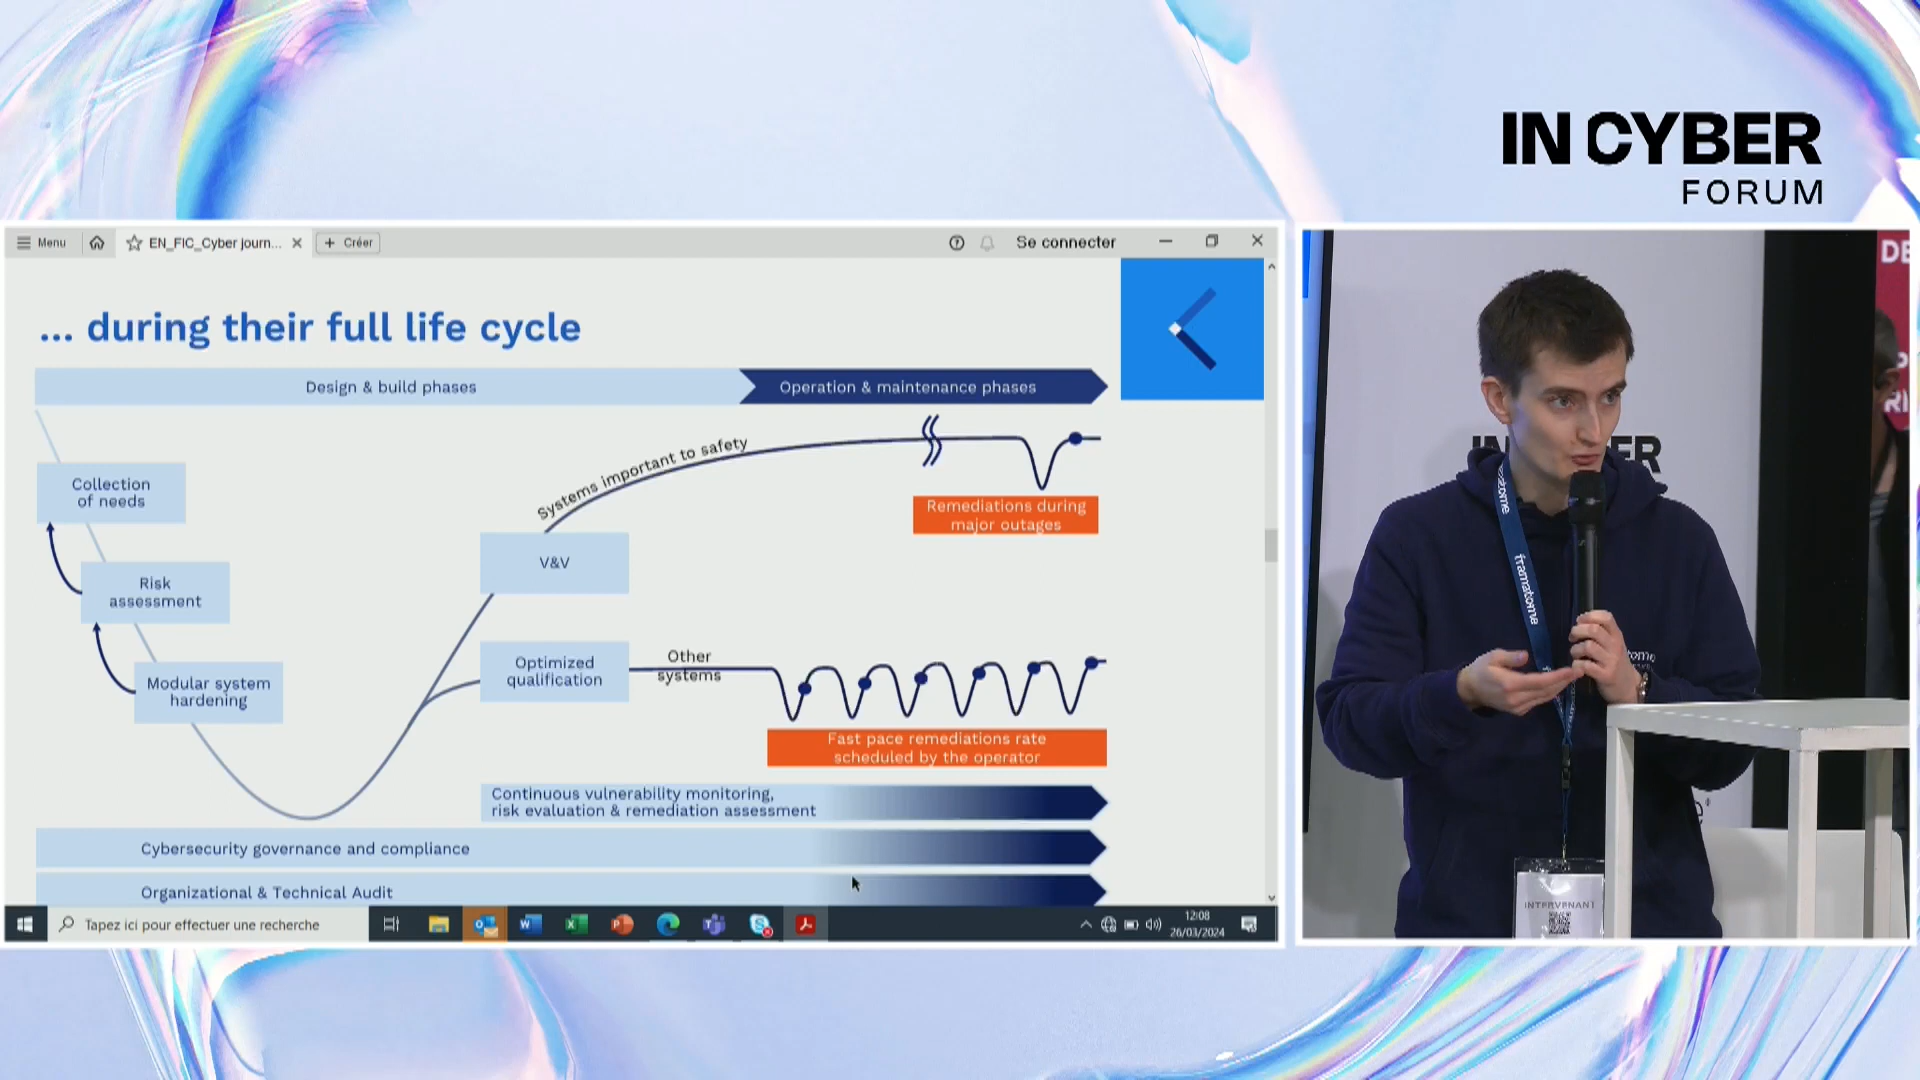 IN CYBER
FORUM
Menu
EN_FIC_Cyber journ...
Créer
Se connecter
... during their full life cycle
Design & build phases
Operation & maintenance phases
Systems important to safety
Collection
of needs
Remediations during
major outages
V&V
Risk
assessment
Optimized
qualification
Other
systems
Modular system
hardening
Fast pace remediations rate
scheduled by the operator
Continuous vulnerability monitoring,
risk evaluation & remediation assessment
Cybersecurity governance and compliance
Organizational & Technical Audit
Tapez ici pour effectuer une recherche
12:08
26/03/2024
framatome
INTERVENANT